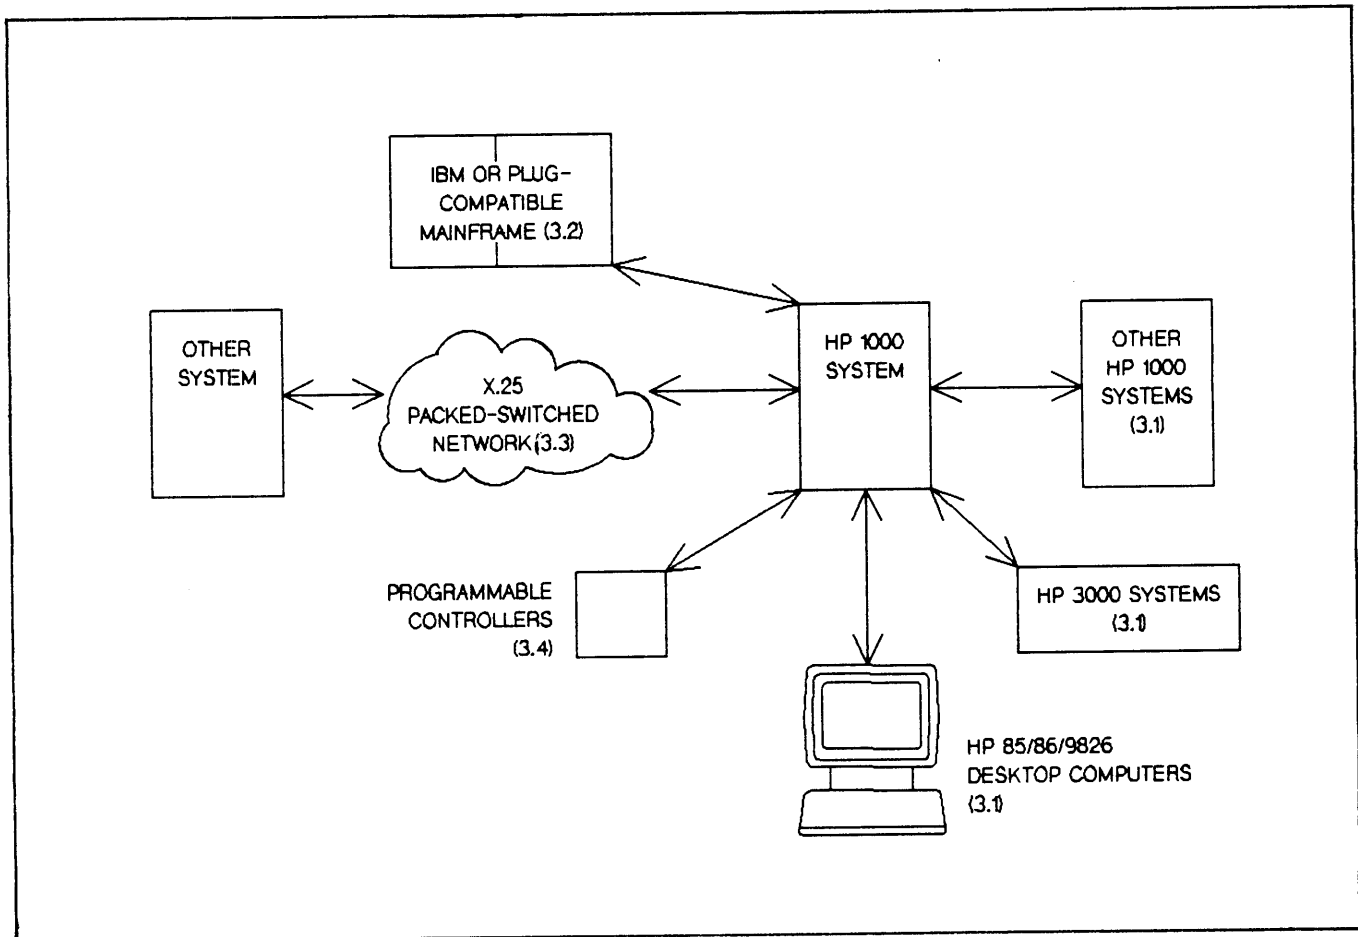 IBM OR PLUG-
COMPATIBLE
MAINFRAME (3.2)
OTHER
SYSTEM
X.25
PACKED-SWITCHED
NETWORK (3.3)
HP 1000
SYSTEM
OTHER
HP 1000
SYSTEMS
(3.1)
PROGRAMMABLE
CONTROLLERS
(3.4)
HP 3000 SYSTEMS
(3.1)
HP 85/86/9826
DESKTOP COMPUTERS
(3.1)